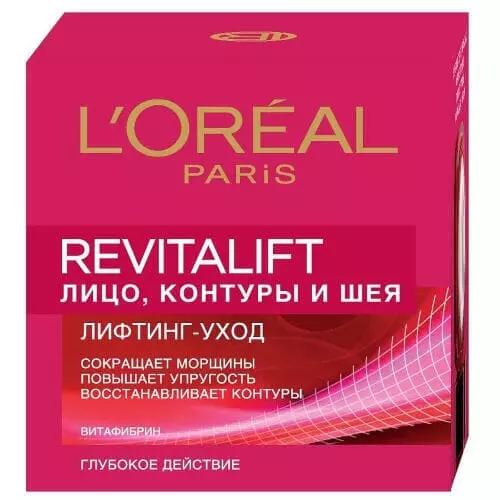 L'ORÉAL
PARiS
REVITALIFT
ЛИЦО, КОНТУРЫ И ШЕЯ
ЛИФТИНГ-УХОД
СОКРАЩАЕТ МОРЩИНЫ
ПОВЫШАЕТ УПРУГОСТЬ
ВОССТАНАВЛИВАЕТ КОНТУРЫ
ВИТАФИБРИН
ГЛУБОКОЕ ДЕЙСТВИЕ